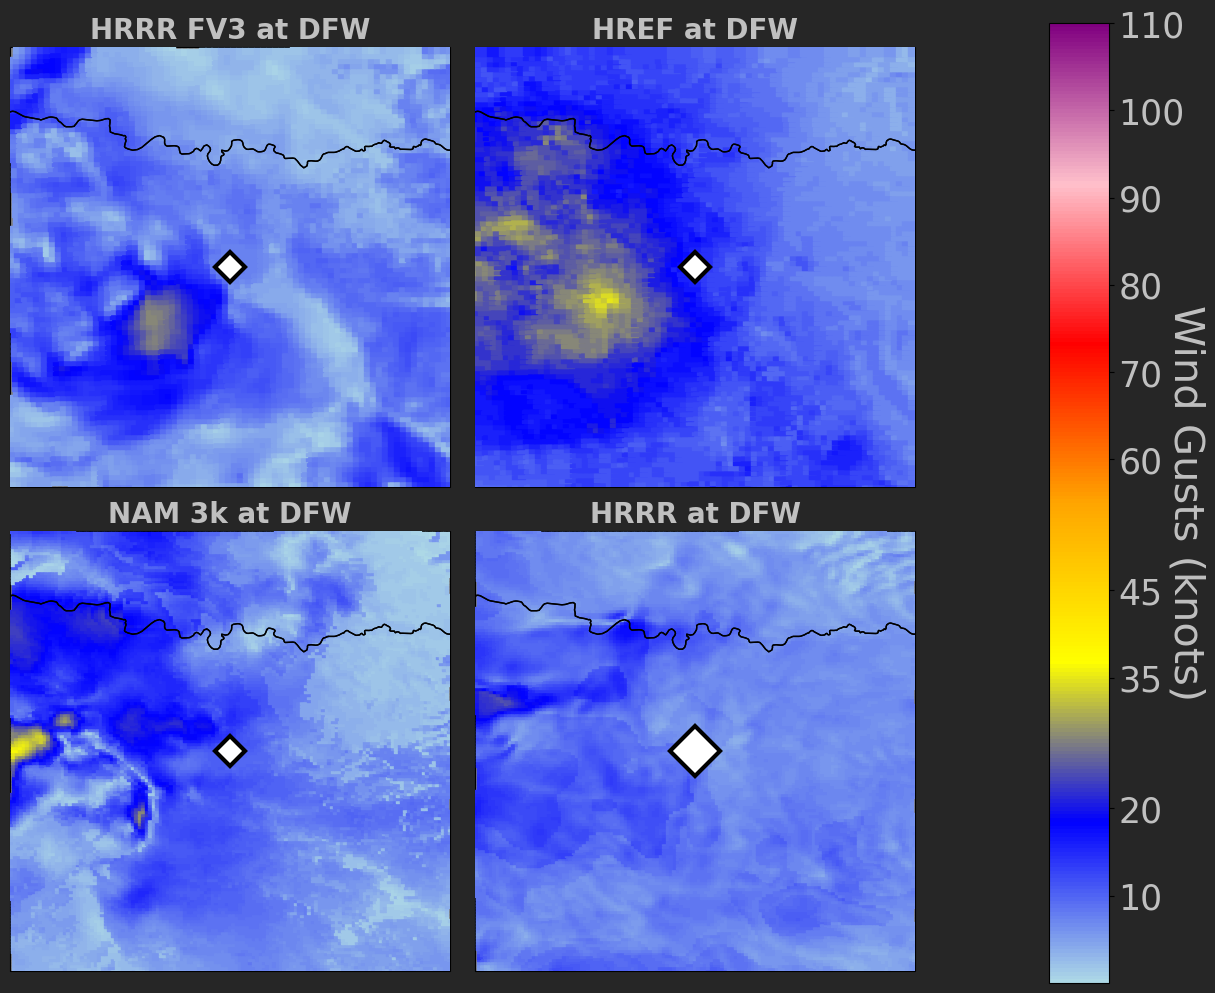 HRRR FV3 at DFW
HREF at DFW
NAM 3k at DFW
HRRR at DFW
110
100
90
80
70
60
45
35
20
10
Wind Gusts (knots)